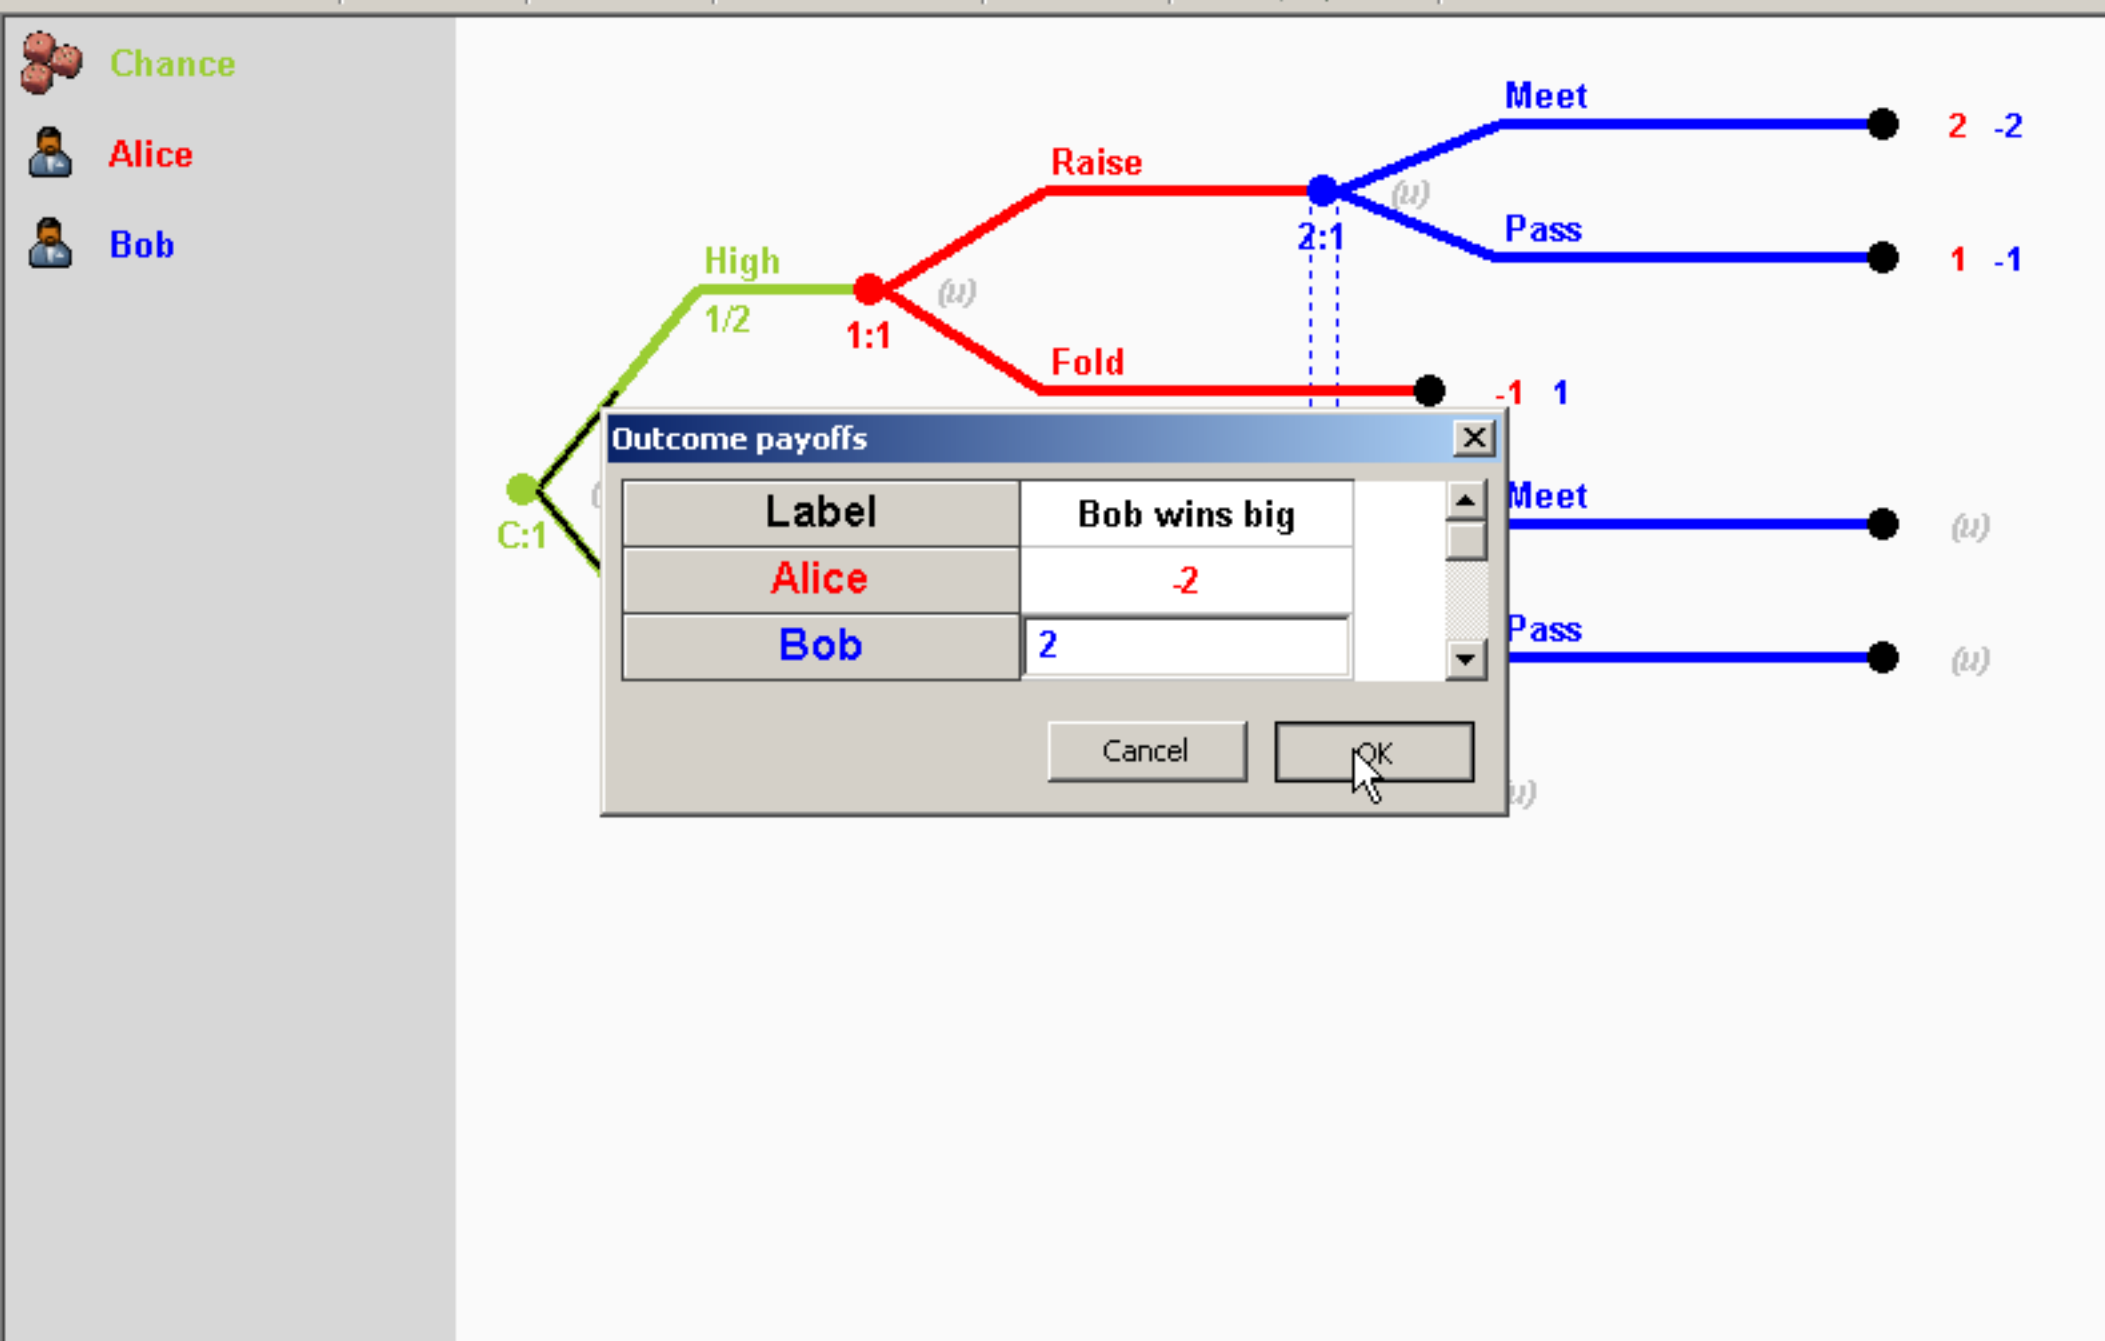 Chance
Alice
Bob
Meet
2 -2
Raise
(u)
2:1
Pass
1 -1
High
1/2
(u)
1:1
Fold
-1 1
Outcome payoffs
Label Bob wins big
Alice -2
Bob 2
Cancel OK
C:1
Meet
(u)
Pass
(u)
u)